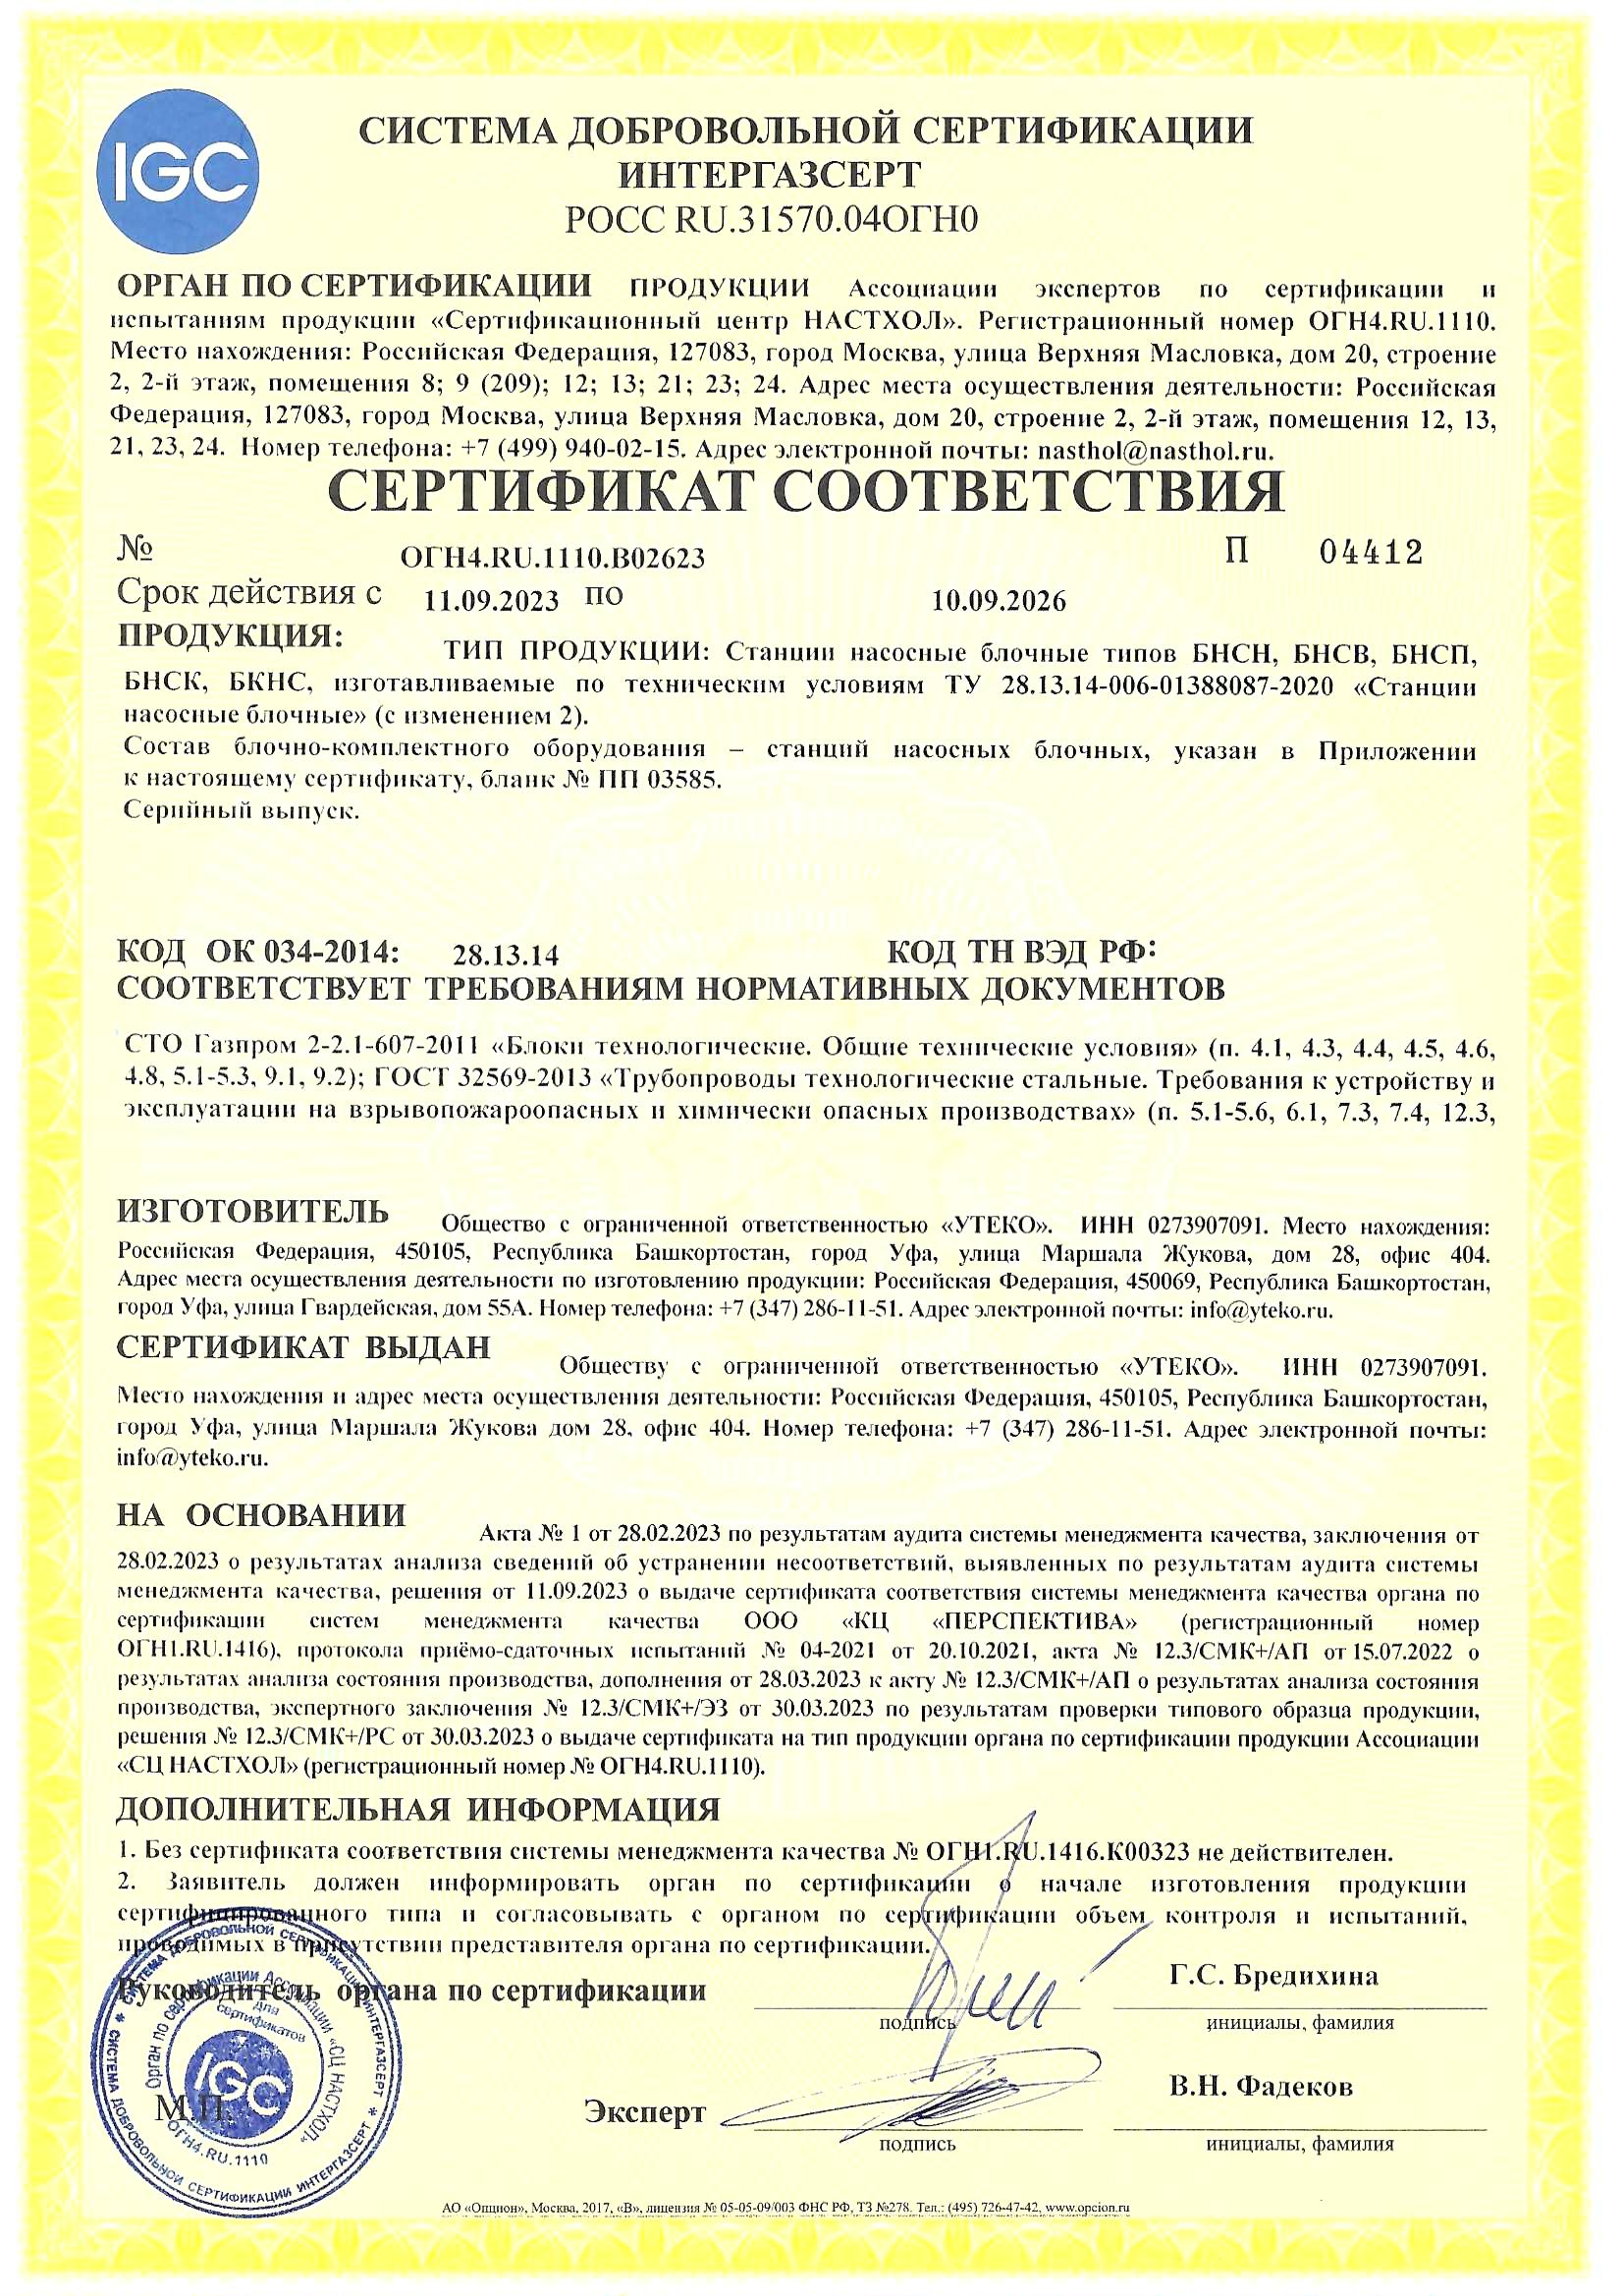 IGC
СИСТЕМА ДОБРОВОЛЬНОЙ СЕРТИФИКАЦИИ
ИНТЕРГАЗСЕРТ
РОСС RU.31570.04ОГН0
ОРГАН ПО СЕРТИФИКАЦИИ ПРОДУКЦИИ Ассоциации экспертов по сертификации и
испытаниям продукции «Сертификационный центр НАСТХОЛ». Регистрационный номер ОГН4.RU.1110.
Место нахождения: Российская Федерация, 127083, город Москва, улица Верхняя Масловка, дом 20, строение
2, 2-й этаж, помещения 8; 9 (209); 12; 13; 21; 23; 24. Адрес места осуществления деятельности: Российская
Федерация, 127083, город Москва, улица Верхняя Масловка, дом 20, строение 2, 2-й этаж, помещения 12, 13,
21, 23, 24. Номер телефона: +7 (499) 940-02-15. Адрес электронной почты: nasthol@nasthol.ru.
СЕРТИФИКАТ СООТВЕТСТВИЯ
№ ОГН4.RU.1110.В02623 П 04412
Срок действия с 11.09.2023 по 10.09.2026
ПРОДУКЦИЯ: ТИП ПРОДУКЦИИ: Станции насосные блочные типов БНСН, БНСВ, БНСП,
БНСК, БКНС, изготавливаемые по техническим условиям ТУ 28.13.14-006-01388087-2020 «Станции
насосные блочные» (с изменением 2).
Состав блочно-комплектного оборудования – станций насосных блочных, указан в Приложении
к настоящему сертификату, бланк № ПП 03585.
Серийный выпуск.
КОД ОК 034-2014: 28.13.14 КОД ТН ВЭД РФ:
СООТВЕТСТВУЕТ ТРЕБОВАНИЯМ НОРМАТИВНЫХ ДОКУМЕНТОВ
СТО Газпром 2-2.1-607-2011 «Блоки технологические. Общие технические условия» (п. 4.1, 4.3, 4.4, 4.5, 4.6,
4.8, 5.1-5.3, 9.1, 9.2); ГОСТ 32569-2013 «Трубопроводы технологические стальные. Требования к устройству и
эксплуатации на взрывопожароопасных и химически опасных производствах» (п. 5.1-5.6, 6.1, 7.3, 7.4, 12.3,
ИЗГОТОВИТЕЛЬ Общество с ограниченной ответственностью «УТЕКО». ИНН 0273907091. Место нахождения:
Российская Федерация, 450105, Республика Башкортостан, город Уфа, улица Маршала Жукова, дом 28, офис 404.
Адрес места осуществления деятельности по изготовлению продукции: Российская Федерация, 450069, Республика Башкортостан,
город Уфа, улица Гвардейская, дом 55А. Номер телефона: +7 (347) 286-11-51. Адрес электронной почты: info@yteko.ru.
СЕРТИФИКАТ ВЫДАН Обществу с ограниченной ответственностью «УТЕКО». ИНН 0273907091.
Место нахождения и адрес места осуществления деятельности: Российская Федерация, 450105, Республика Башкортостан,
город Уфа, улица Маршала Жукова дом 28, офис 404. Номер телефона: +7 (347) 286-11-51. Адрес электронной почты:
info@yteko.ru.
НА ОСНОВАНИИ Акта № 1 от 28.02.2023 по результатам аудита системы менеджмента качества, заключения от
28.02.2023 о результатах анализа сведений об устранении несоответствий, выявленных по результатам аудита системы
менеджмента качества, решения от 11.09.2023 о выдаче сертификата соответствия системы менеджмента качества органа по
сертификации систем менеджмента качества ООО «КЦ «ПЕРСПЕКТИВА» (регистрационный номер
ОГН1.RU.1416), протокола приёмо-сдаточных испытаний № 04-2021 от 20.10.2021, акта № 12.3/СМК+/АП от 15.07.2022 о
результатах анализа состояния производства, дополнения от 28.03.2023 к акту № 12.3/СМК+/АП о результатах анализа состояния
производства, экспертного заключения № 12.3/СМК+/ЭЗ от 30.03.2023 по результатам проверки типового образца продукции,
решения № 12.3/СМК+/РС от 30.03.2023 о выдаче сертификата на тип продукции органа по сертификации продукции Ассоциации
«СЦ НАСТХОЛ» (регистрационный номер № ОГН4.RU.1110).
ДОПОЛНИТЕЛЬНАЯ ИНФОРМАЦИЯ
1. Без сертификата соответствия системы менеджмента качества № ОГН1.RU.1416.К00323 не действителен.
2. Заявитель должен информировать орган по сертификации о начале изготовления продукции
сертифицированного типа и согласовывать с органом по сертификации объем контроля и испытаний,
проводимых в присутствии представителя органа по сертификации.
Руководитель органа по сертификации Г.С. Бредихина
подпись инициалы, фамилия
М.П.
Эксперт В.Н. Фадеков
подпись инициалы, фамилия
СИСТЕМА ДОБРОВОЛЬНОЙ СЕРТИФИКАЦИИ ИНТЕРГАЗСЕРТ * СИСТЕМА ДОБРОВОЛЬНОЙ СЕРТИФИКАЦИИ ИНТЕРГАЗСЕРТ *
Орган по сертификации Ассоциации «СЦ НАСТХОЛ»
для
сертификатов
IGC
ОГН4.RU.1110
АО «Опцион», Москва, 2017, «В», лицензия № 05-05-09/003 ФНС РФ, ТЗ №278. Тел.: (495) 726-47-42, www.opcion.ru